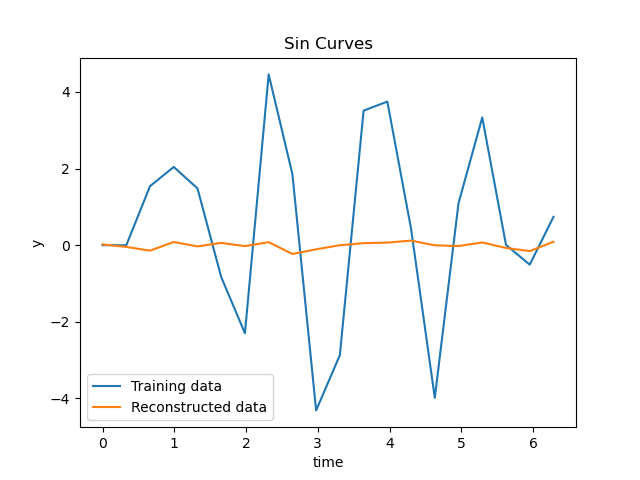 Sin Curves
y
4
2
0
−2
−4
Training data
Reconstructed data
0 1 2 3 4 5 6
time